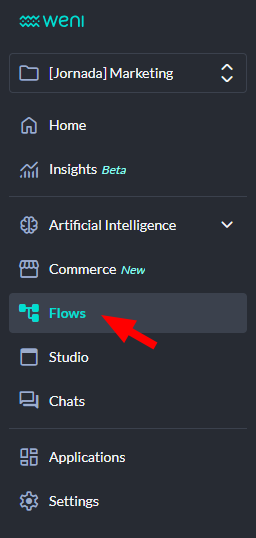 weni
[Jornada] Marketing
Home
Insights Beta
Artificial Intelligence
Commerce New
Flows
Studio
Chats
Applications
Settings